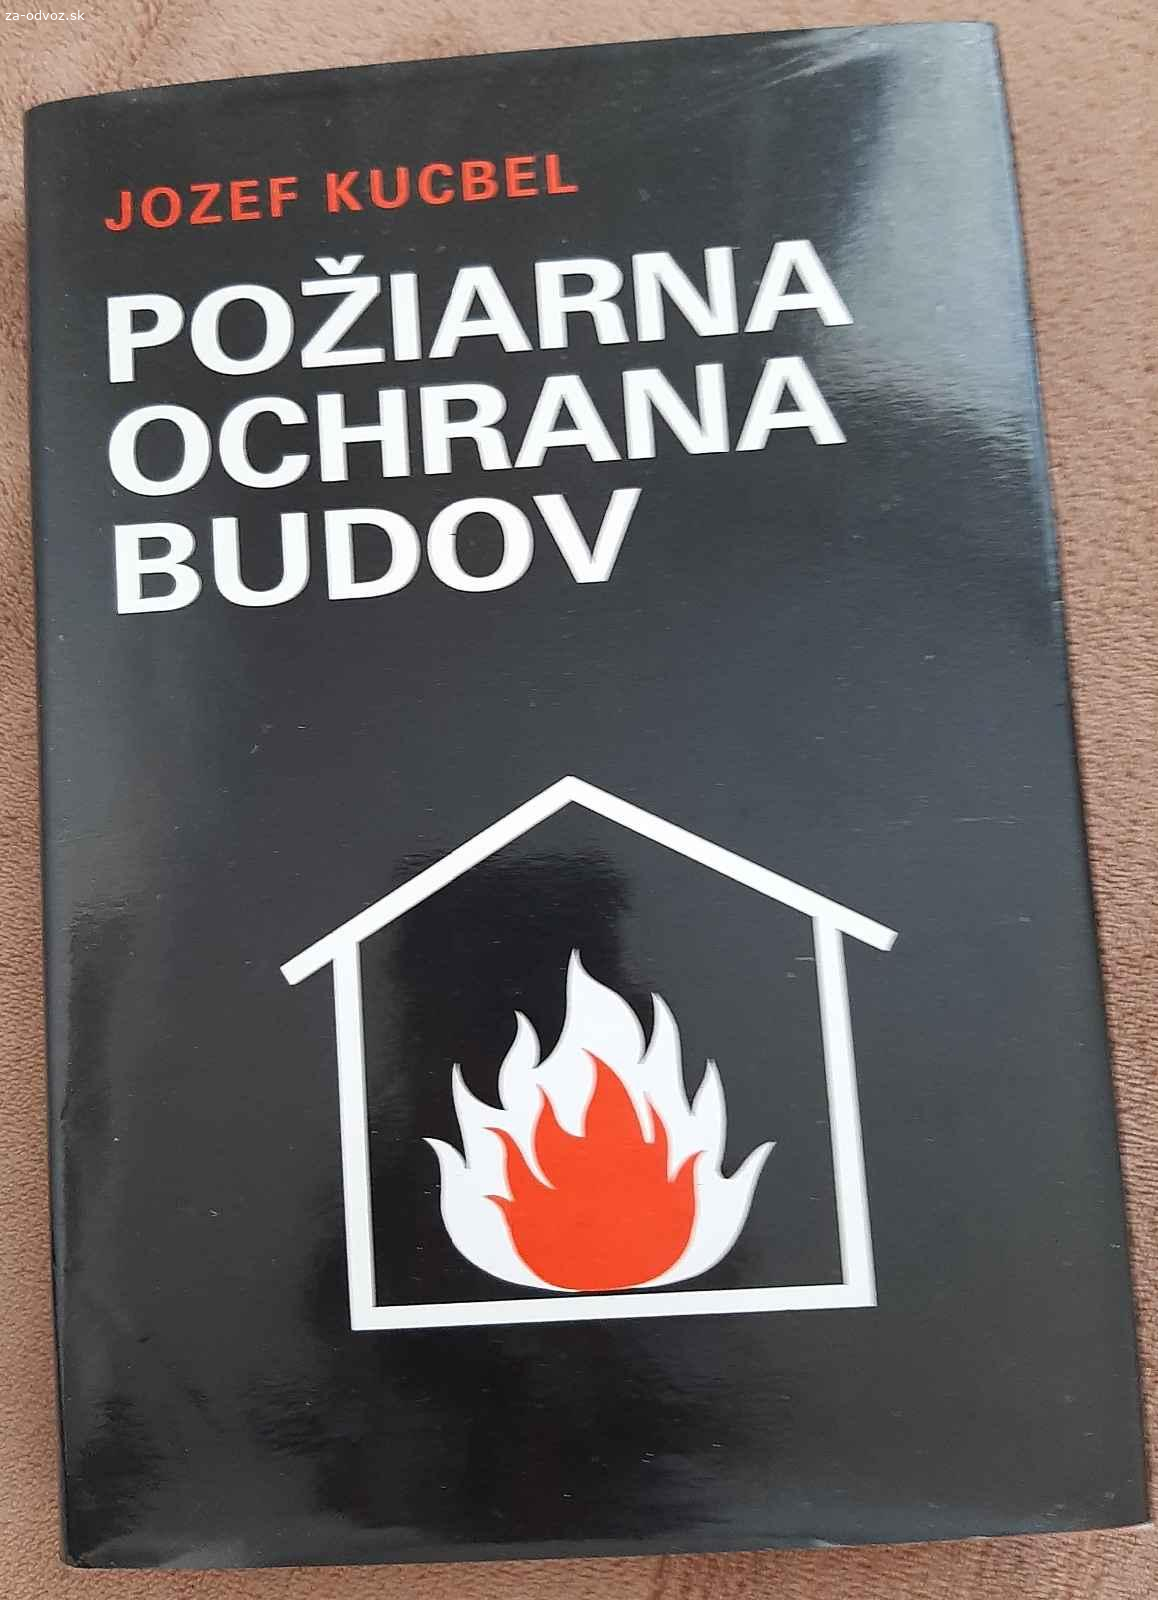 za-odvoz.sk
JOZEF KUCBEL
POŽIARNA
OCHRANA
BUDOV